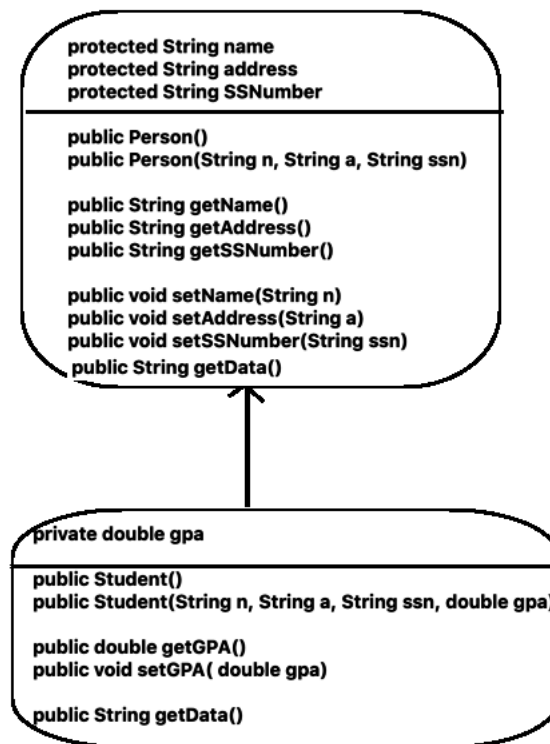 protected String name
protected String address
protected String SSNumber
public Person()
public Person(String n, String a, String ssn)
public String getName()
public String getAddress()
public String getSSNumber()
public void setName(String n)
public void setAddress(String a)
public void setSSNumber(String ssn)
public String getData()
private double gpa
public Student()
public Student(String n, String a, String ssn, double gpa)
public double getGPA()
public void setGPA( double gpa)
public String getData()